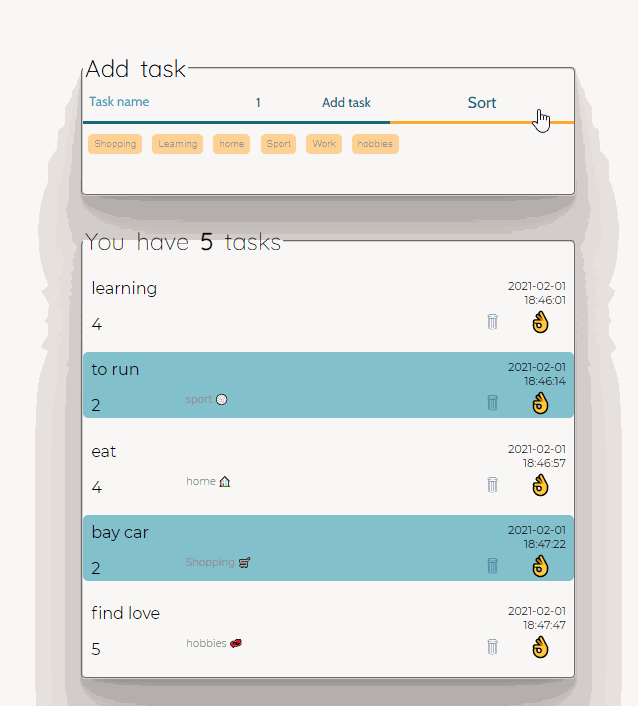 Add task
Task name 1 Add task Sort
Shopping Learning home Sport Work hobbies
You have 5 tasks
learning 2021-02-01
18:46:01
4
to run 2021-02-01
18:46:14
2 sport
eat 2021-02-01
18:46:57
4 home
bay car 2021-02-01
18:47:22
2 Shopping
find love 2021-02-01
18:47:47
5 hobbies